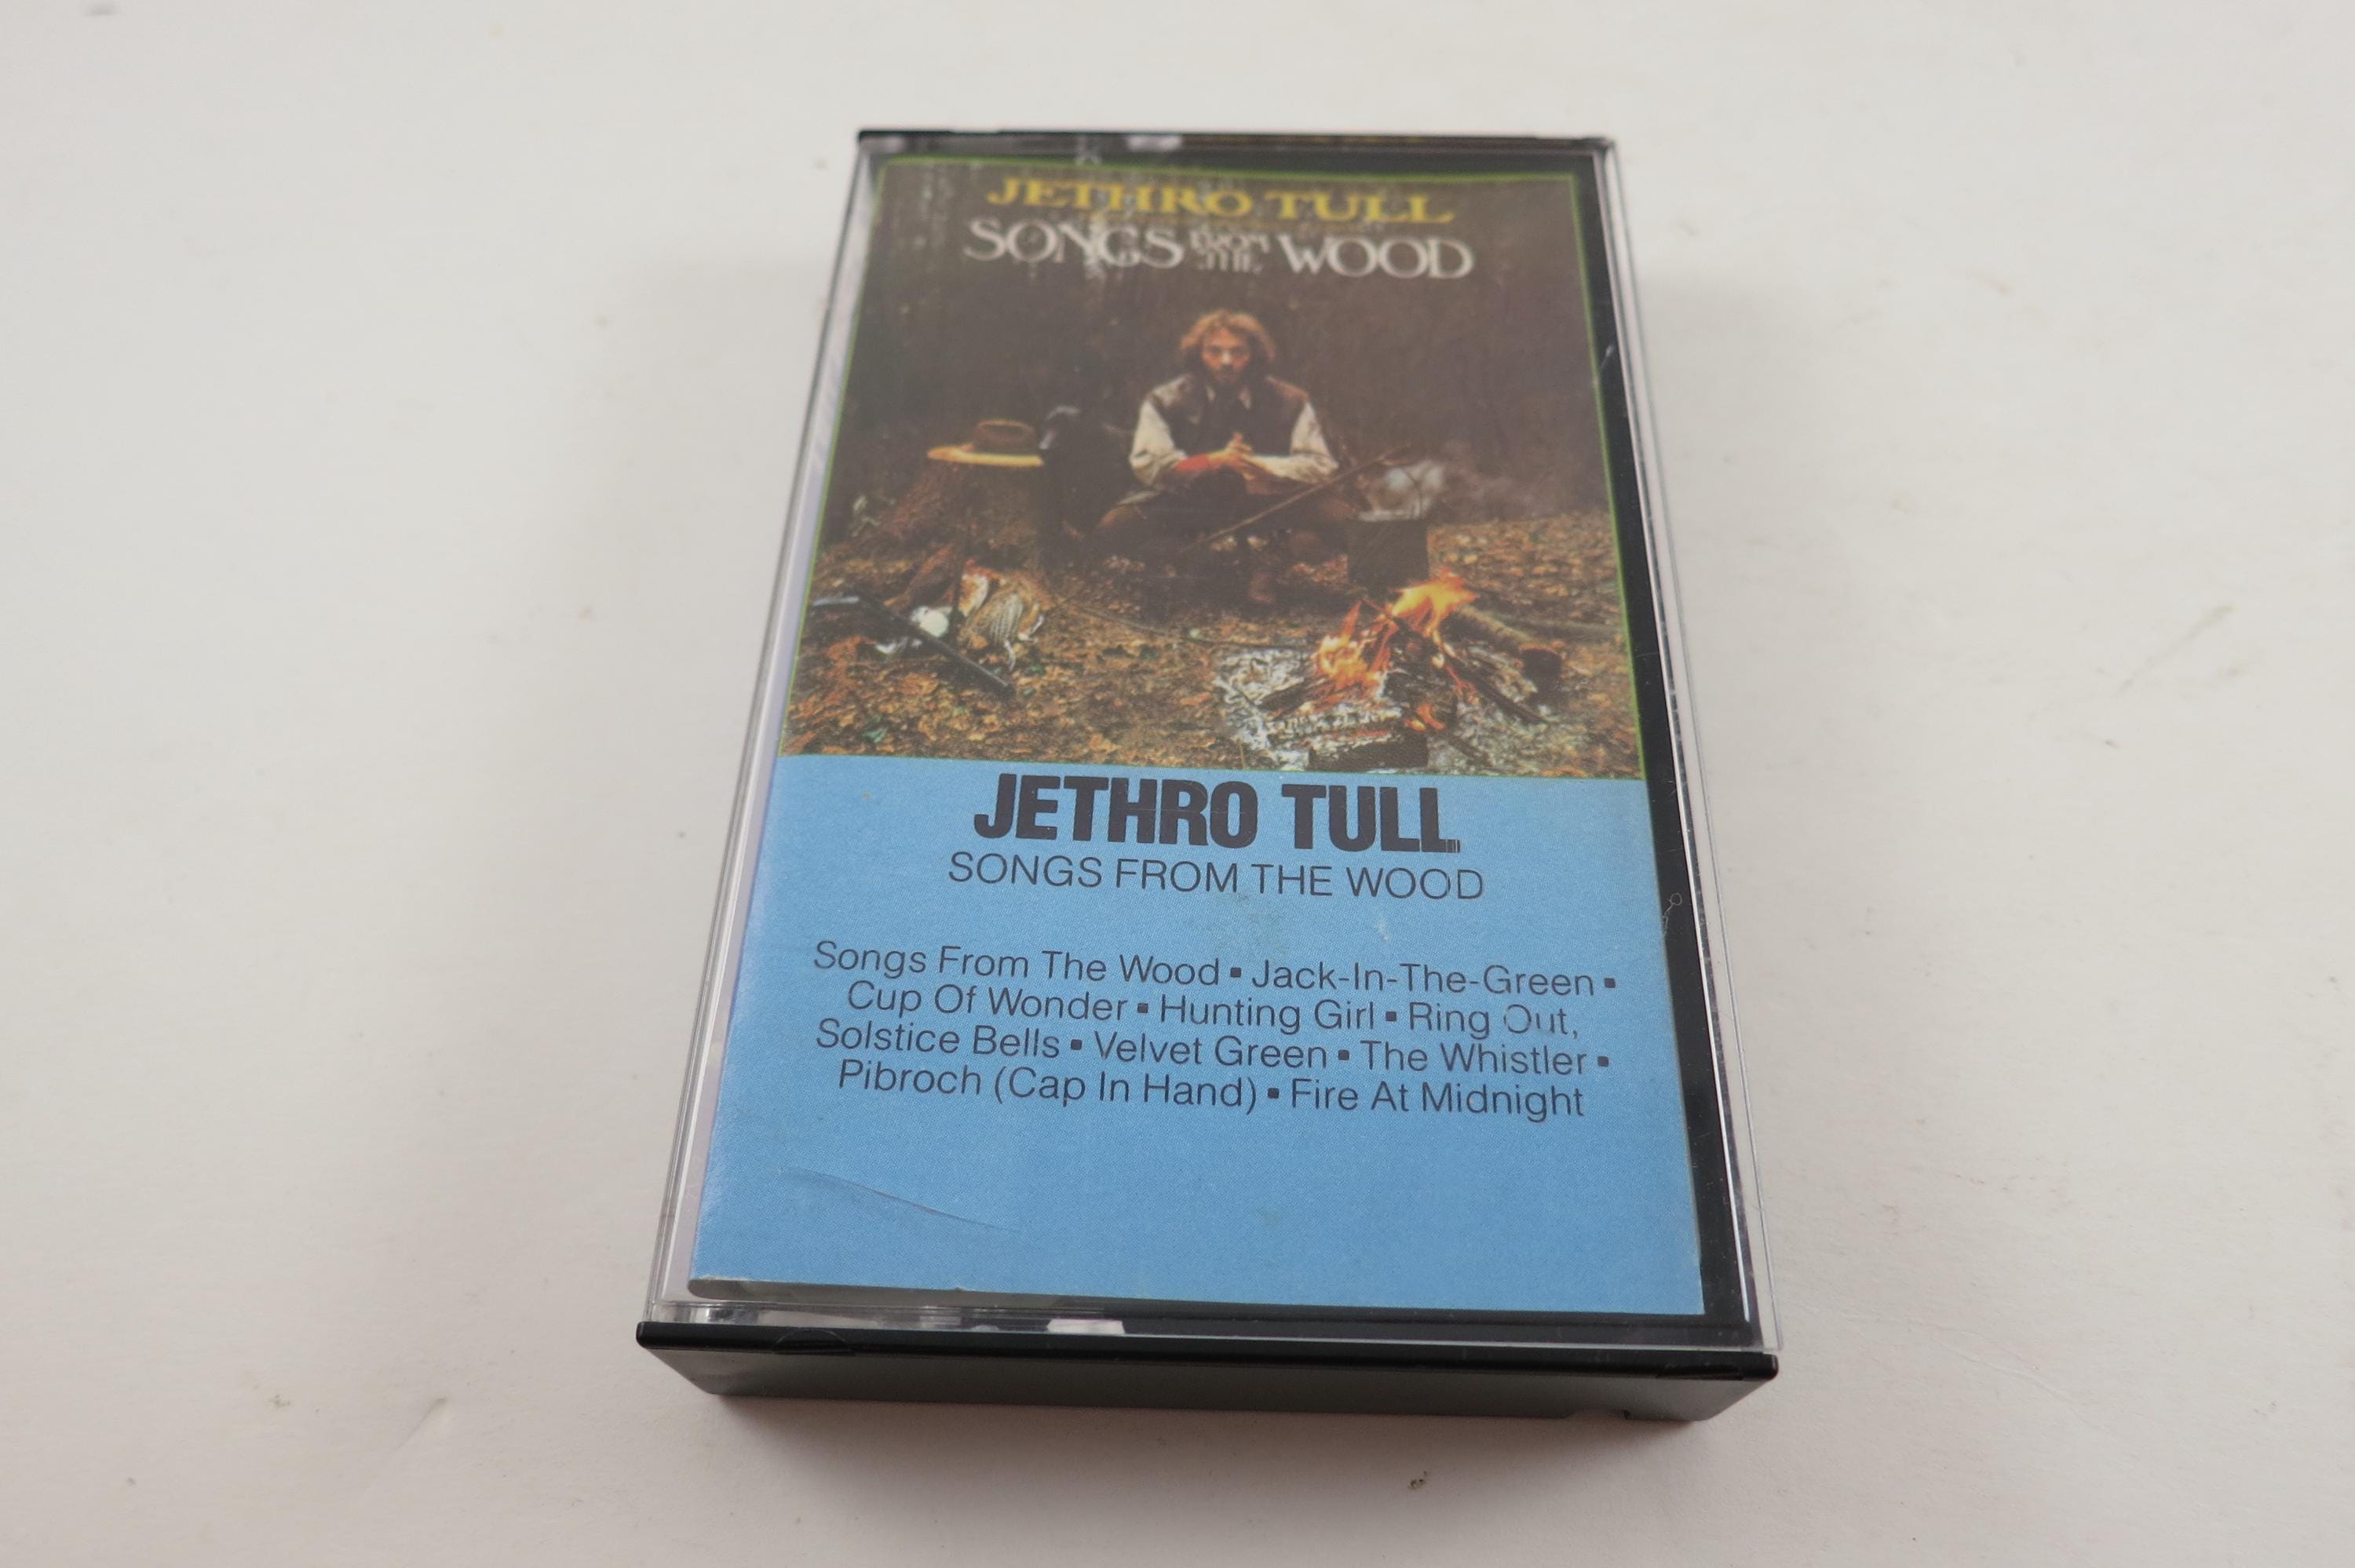 JETHRO TULL
SONGS FROM THE WOOD
JETHRO TULL
SONGS FROM THE WOOD
Songs From The Wood ▪ Jack-In-The-Green ▪
Cup Of Wonder ▪ Hunting Girl ▪ Ring Out,
Solstice Bells ▪ Velvet Green ▪ The Whistler ▪
Pibroch (Cap In Hand) ▪ Fire At Midnight